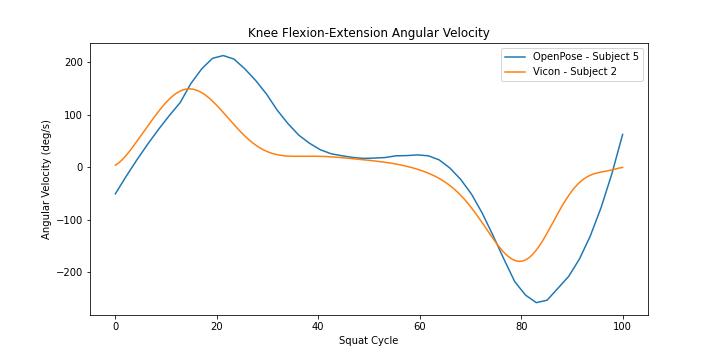 Knee Flexion-Extension Angular Velocity
OpenPose - Subject 5
Vicon - Subject 2
Angular Velocity (deg/s)
200
100
0
−100
−200
0 20 40 60 80 100
Squat Cycle